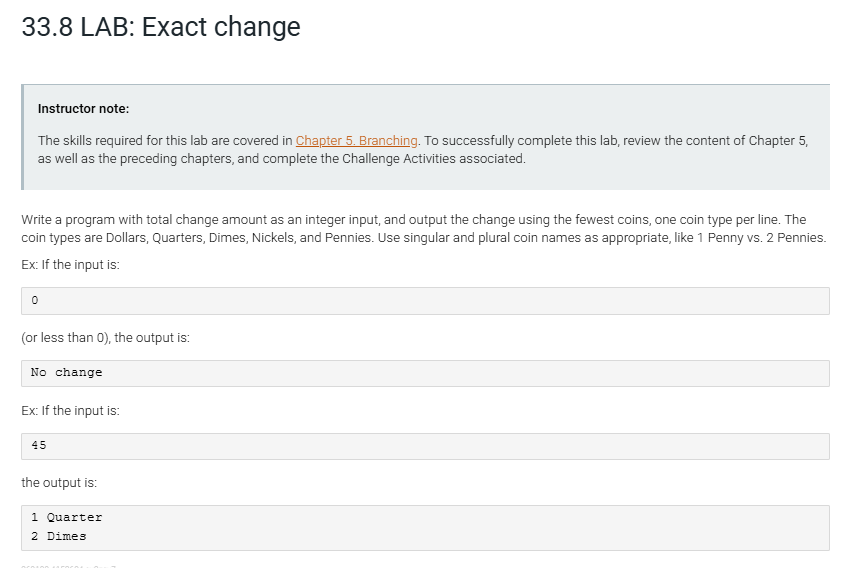 33.8 LAB: Exact change
Instructor note:
The skills required for this lab are covered in Chapter 5. Branching. To successfully complete this lab, review the content of Chapter 5,
as well as the preceding chapters, and complete the Challenge Activities associated.
Write a program with total change amount as an integer input, and output the change using the fewest coins, one coin type per line. The
coin types are Dollars, Quarters, Dimes, Nickels, and Pennies. Use singular and plural coin names as appropriate, like 1 Penny vs. 2 Pennies.
Ex: If the input is:
0
(or less than 0), the output is:
No change
Ex: If the input is:
45
the output is:
1 Quarter
2 Dimes